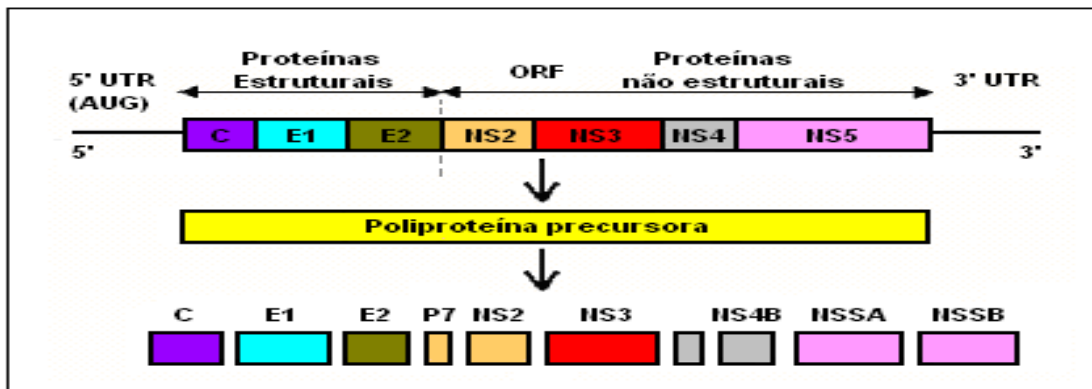 Proteínas Estruturais
ORF
Proteínas não estruturais
5' UTR (AUG)
3' UTR
C E1 E2 NS2 NS3 NS4 NS5
5' 3'
Poliproteína precursora
C E1 E2 P7 NS2 NS3 NS4B NSSA NSSB